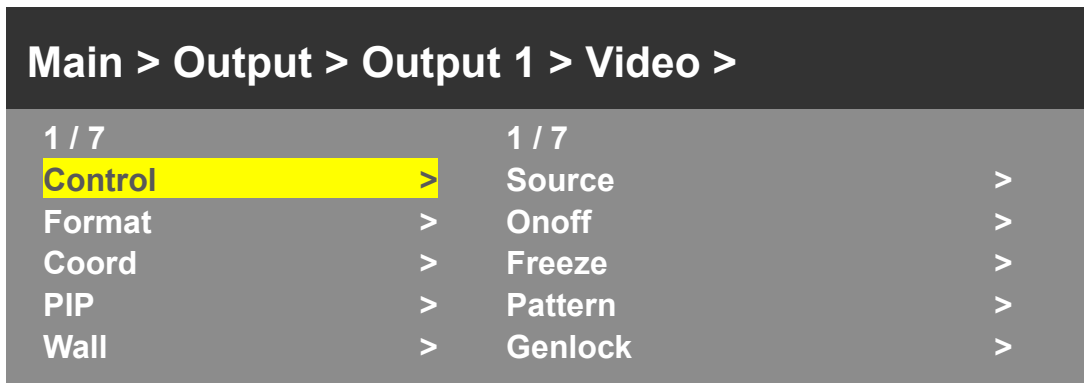 Main > Output > Output 1 > Video >
1 / 7 1 / 7
Control > Source >
Format > Onoff >
Coord > Freeze >
PIP > Pattern >
Wall > Genlock >